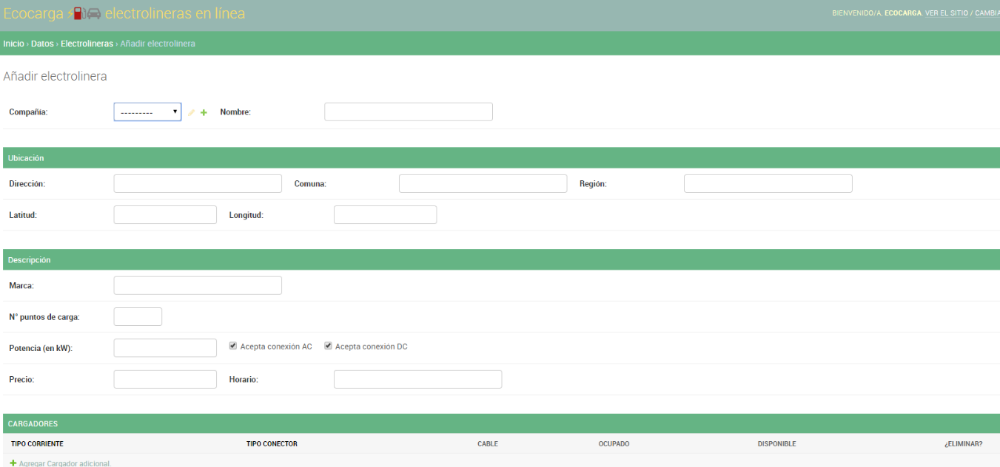 Ecocarga electrolineras en línea
BIENVENIDO/A, ECOCARGA. VER EL SITIO / CAMBIA
Inicio › Datos › Electrolineras › Añadir electrolinera
Añadir electrolinera
Compañía: --------- Nombre:
Ubicación
Dirección: Comuna: Región:
Latitud: Longitud:
Descripción
Marca:
N° puntos de carga:
Potencia (en kW): Acepta conexión AC Acepta conexión DC
Precio: Horario:
CARGADORES
TIPO CORRIENTE TIPO CONECTOR CABLE OCUPADO DISPONIBLE ¿ELIMINAR?
Agregar Cargador adicional.